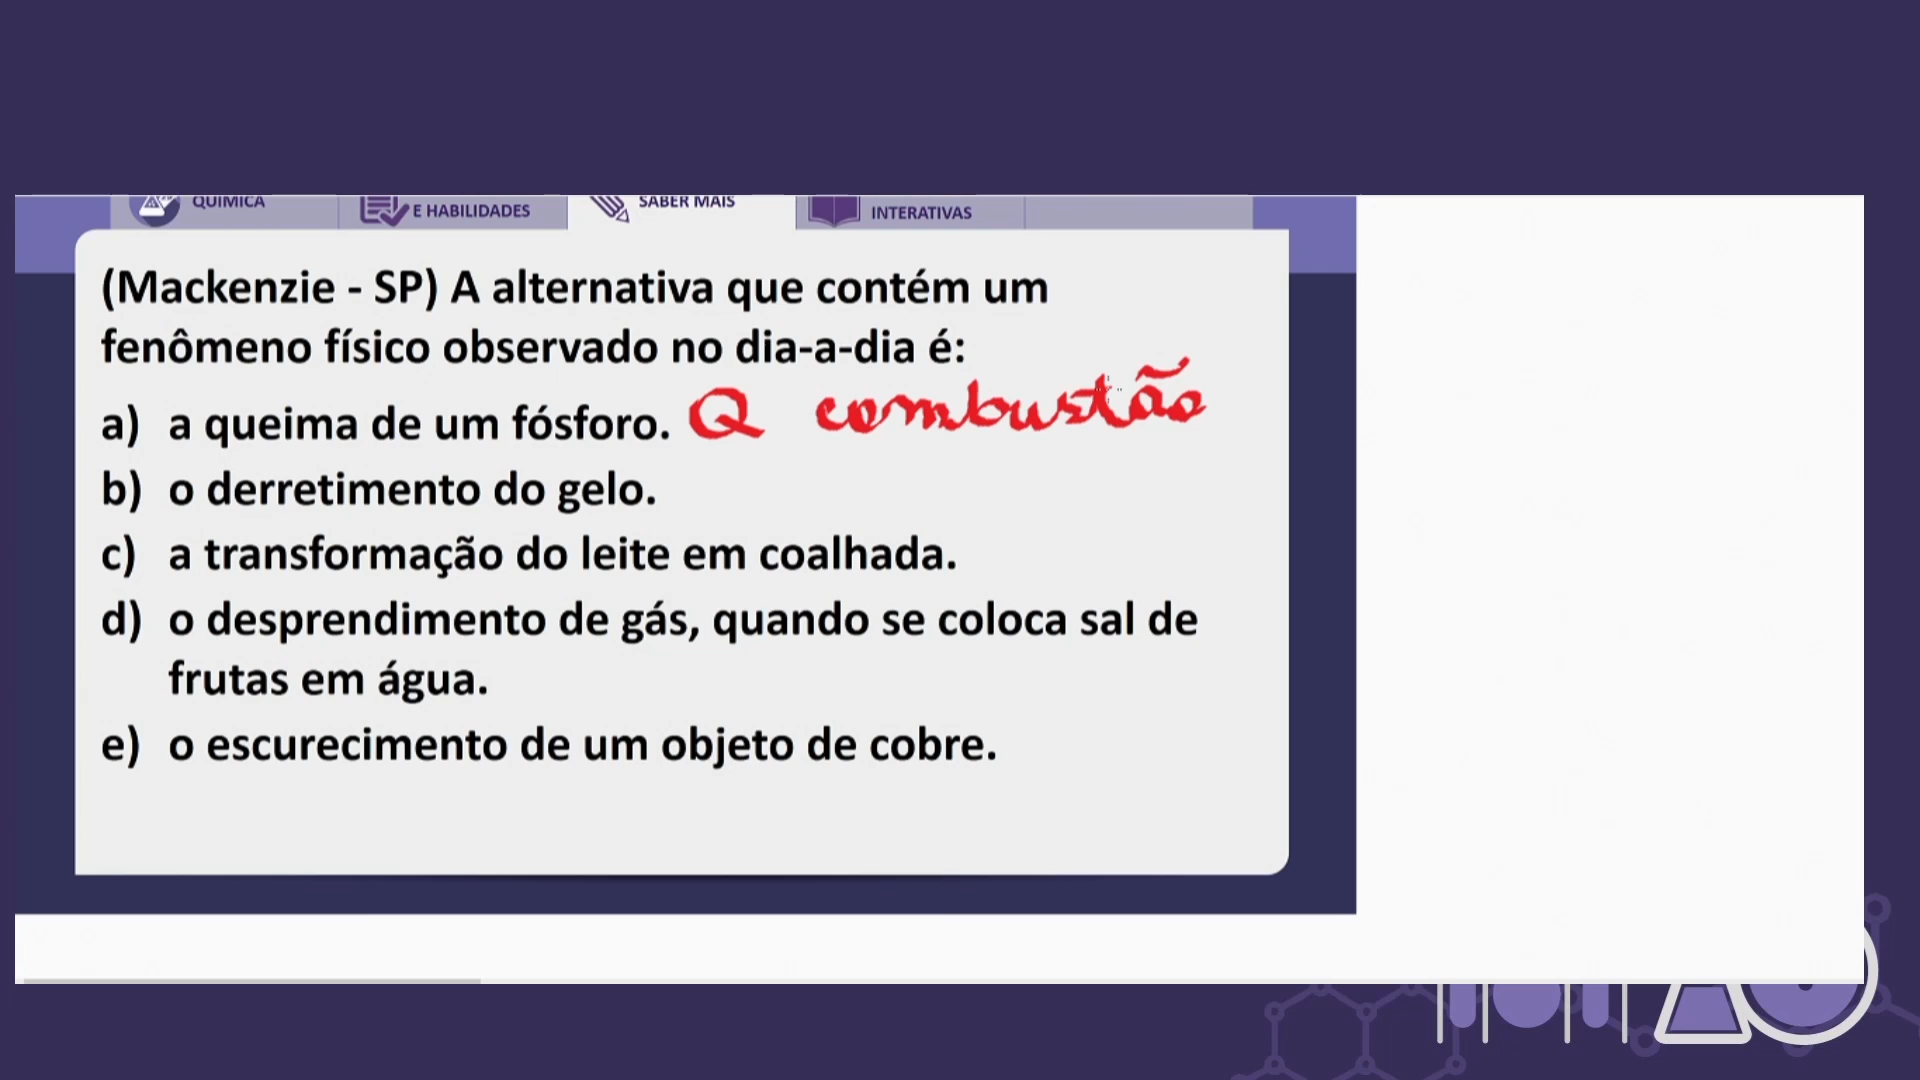 QUÍMICA
E HABILIDADES
SABER MAIS
INTERATIVAS
(Mackenzie - SP) A alternativa que contém um
fenômeno físico observado no dia-a-dia é:
a) a queima de um fósforo. Q combustão
b) o derretimento do gelo.
c) a transformação do leite em coalhada.
d) o desprendimento de gás, quando se coloca sal de
frutas em água.
e) o escurecimento de um objeto de cobre.